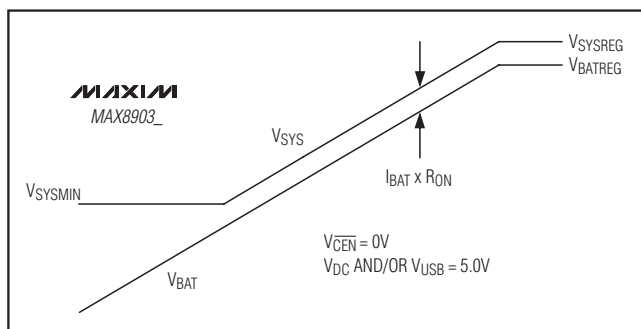 VSYSREG
VBATREG
MAXIM
MAX8903_
VSYS
IBAT x RON
VSYSMIN
VCEN = 0V
VDC AND/OR VUSB = 5.0V
VBAT